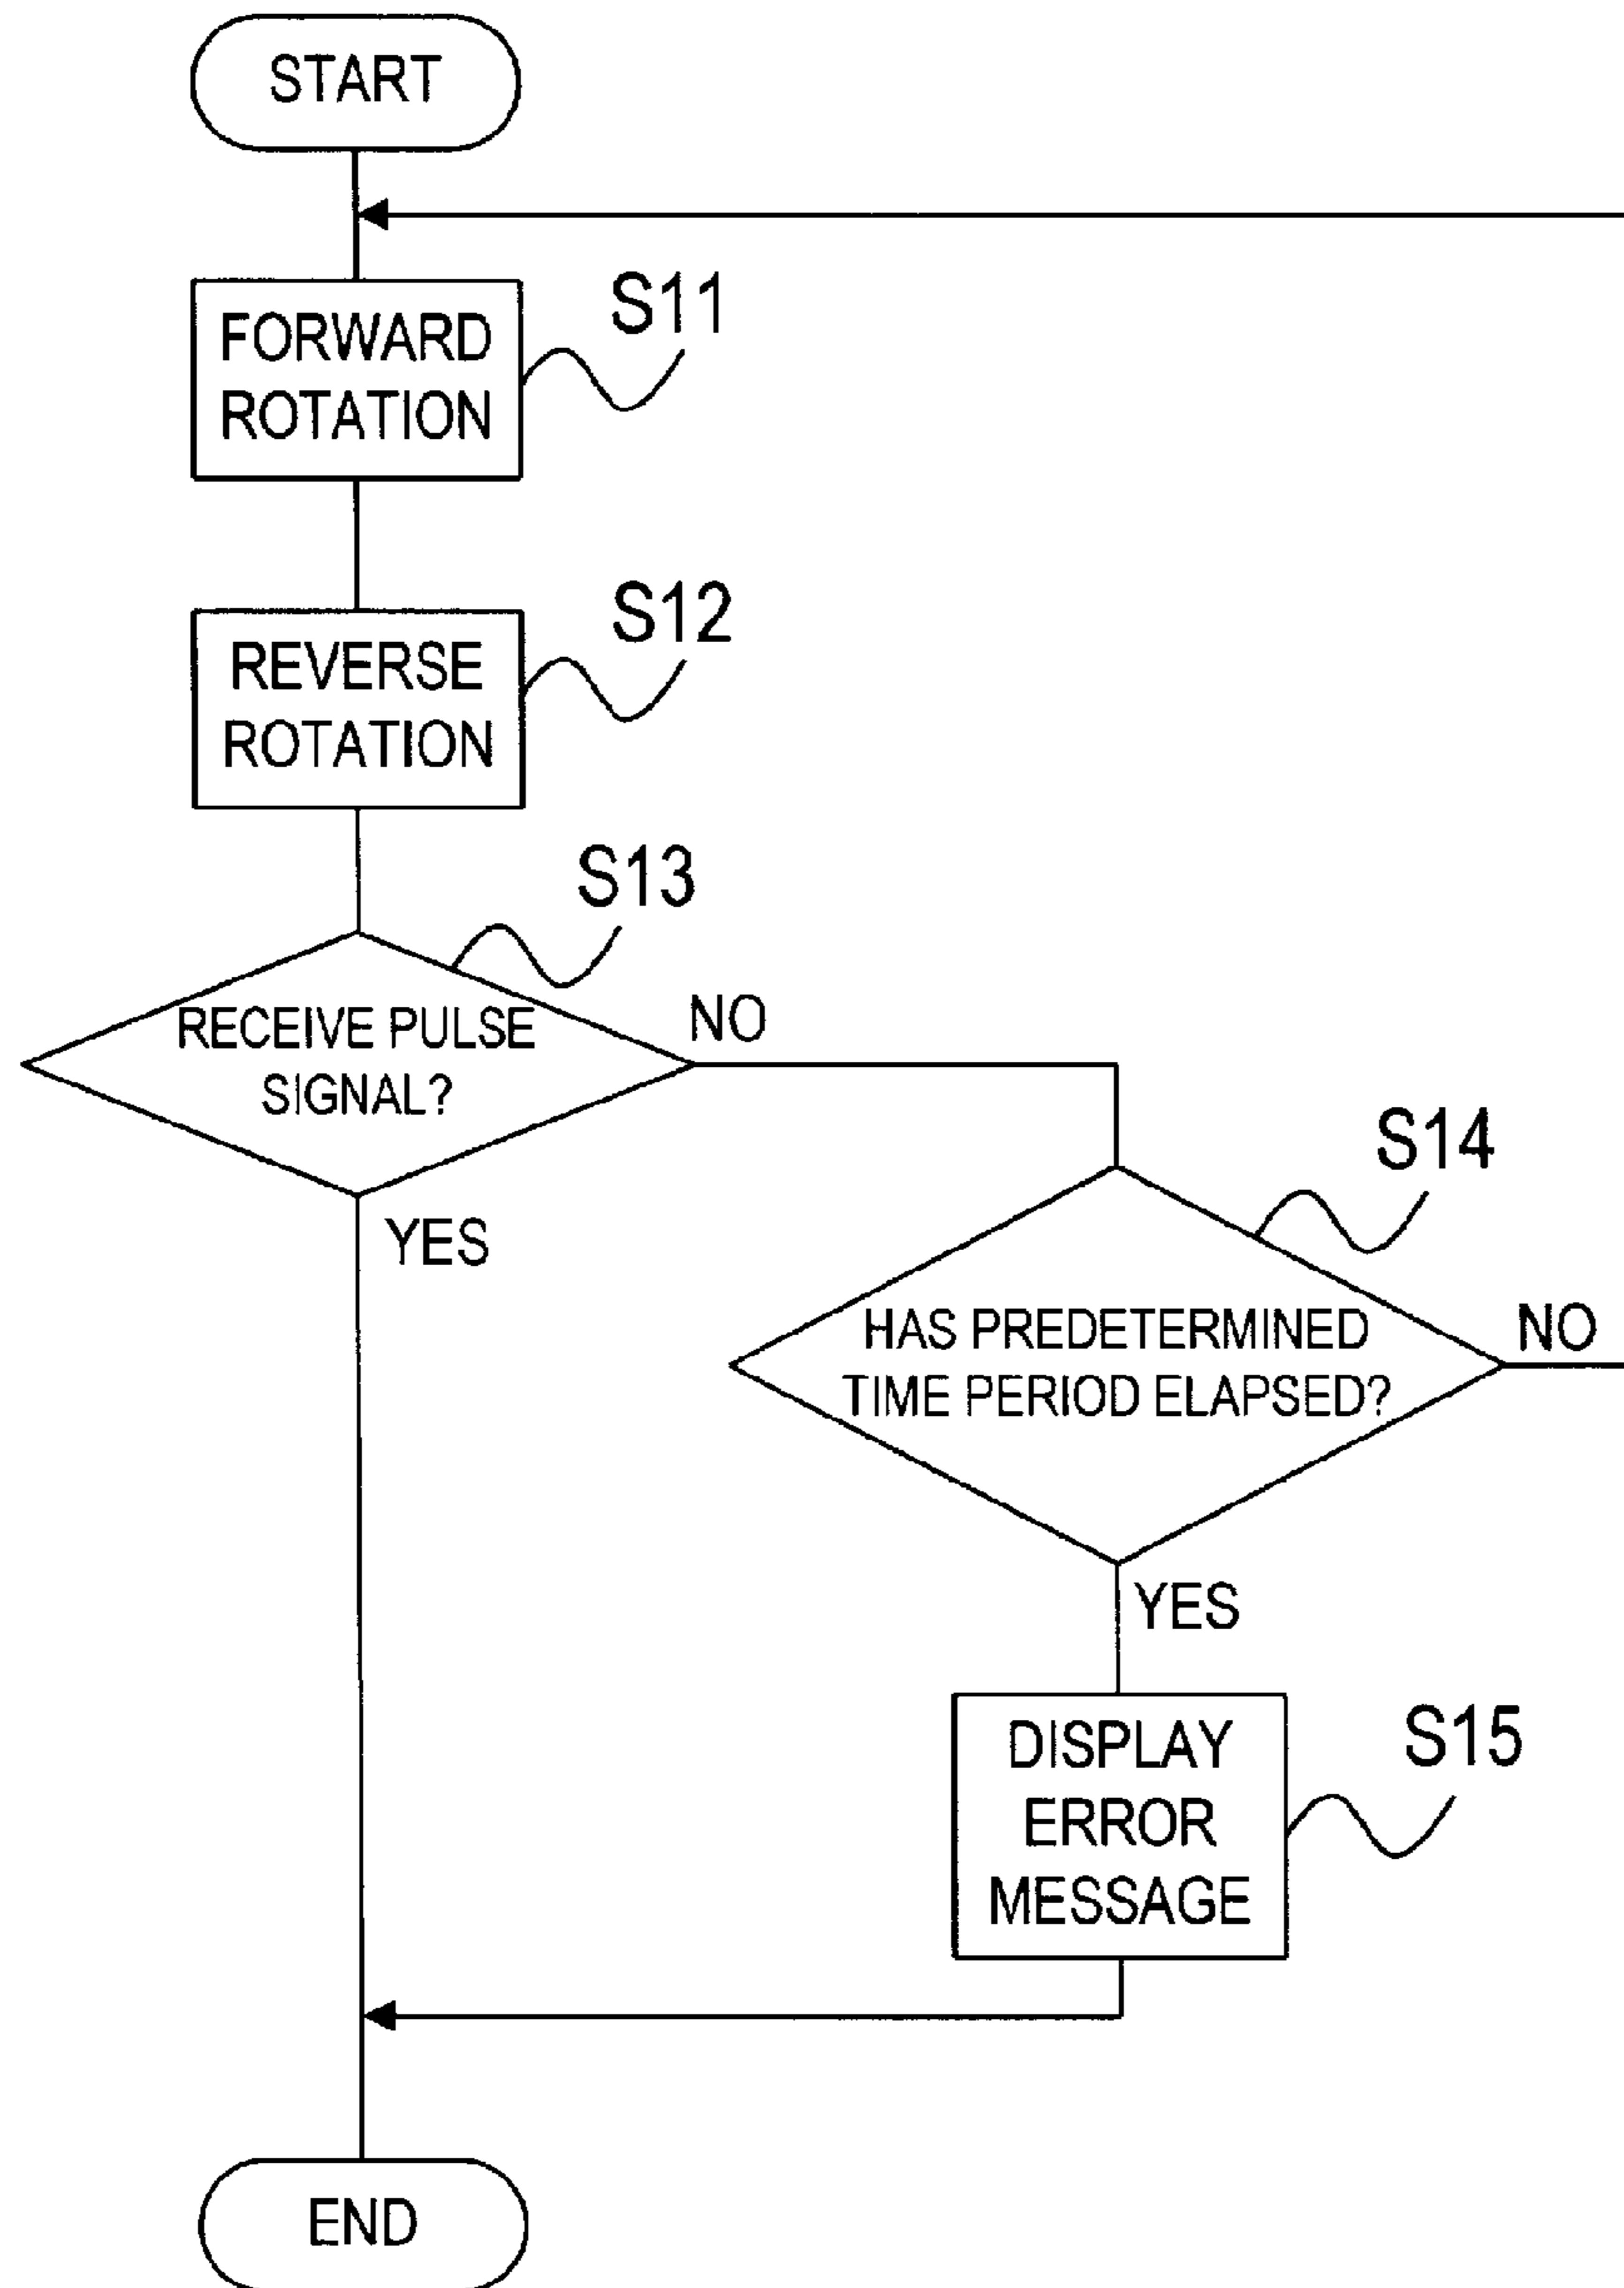 START
S11
FORWARD
ROTATION
S12
REVERSE
ROTATION
S13
RECEIVE PULSE
SIGNAL?
NO
YES
S14
HAS PREDETERMINED
TIME PERIOD ELAPSED?
NO
YES
S15
DISPLAY
ERROR
MESSAGE
END